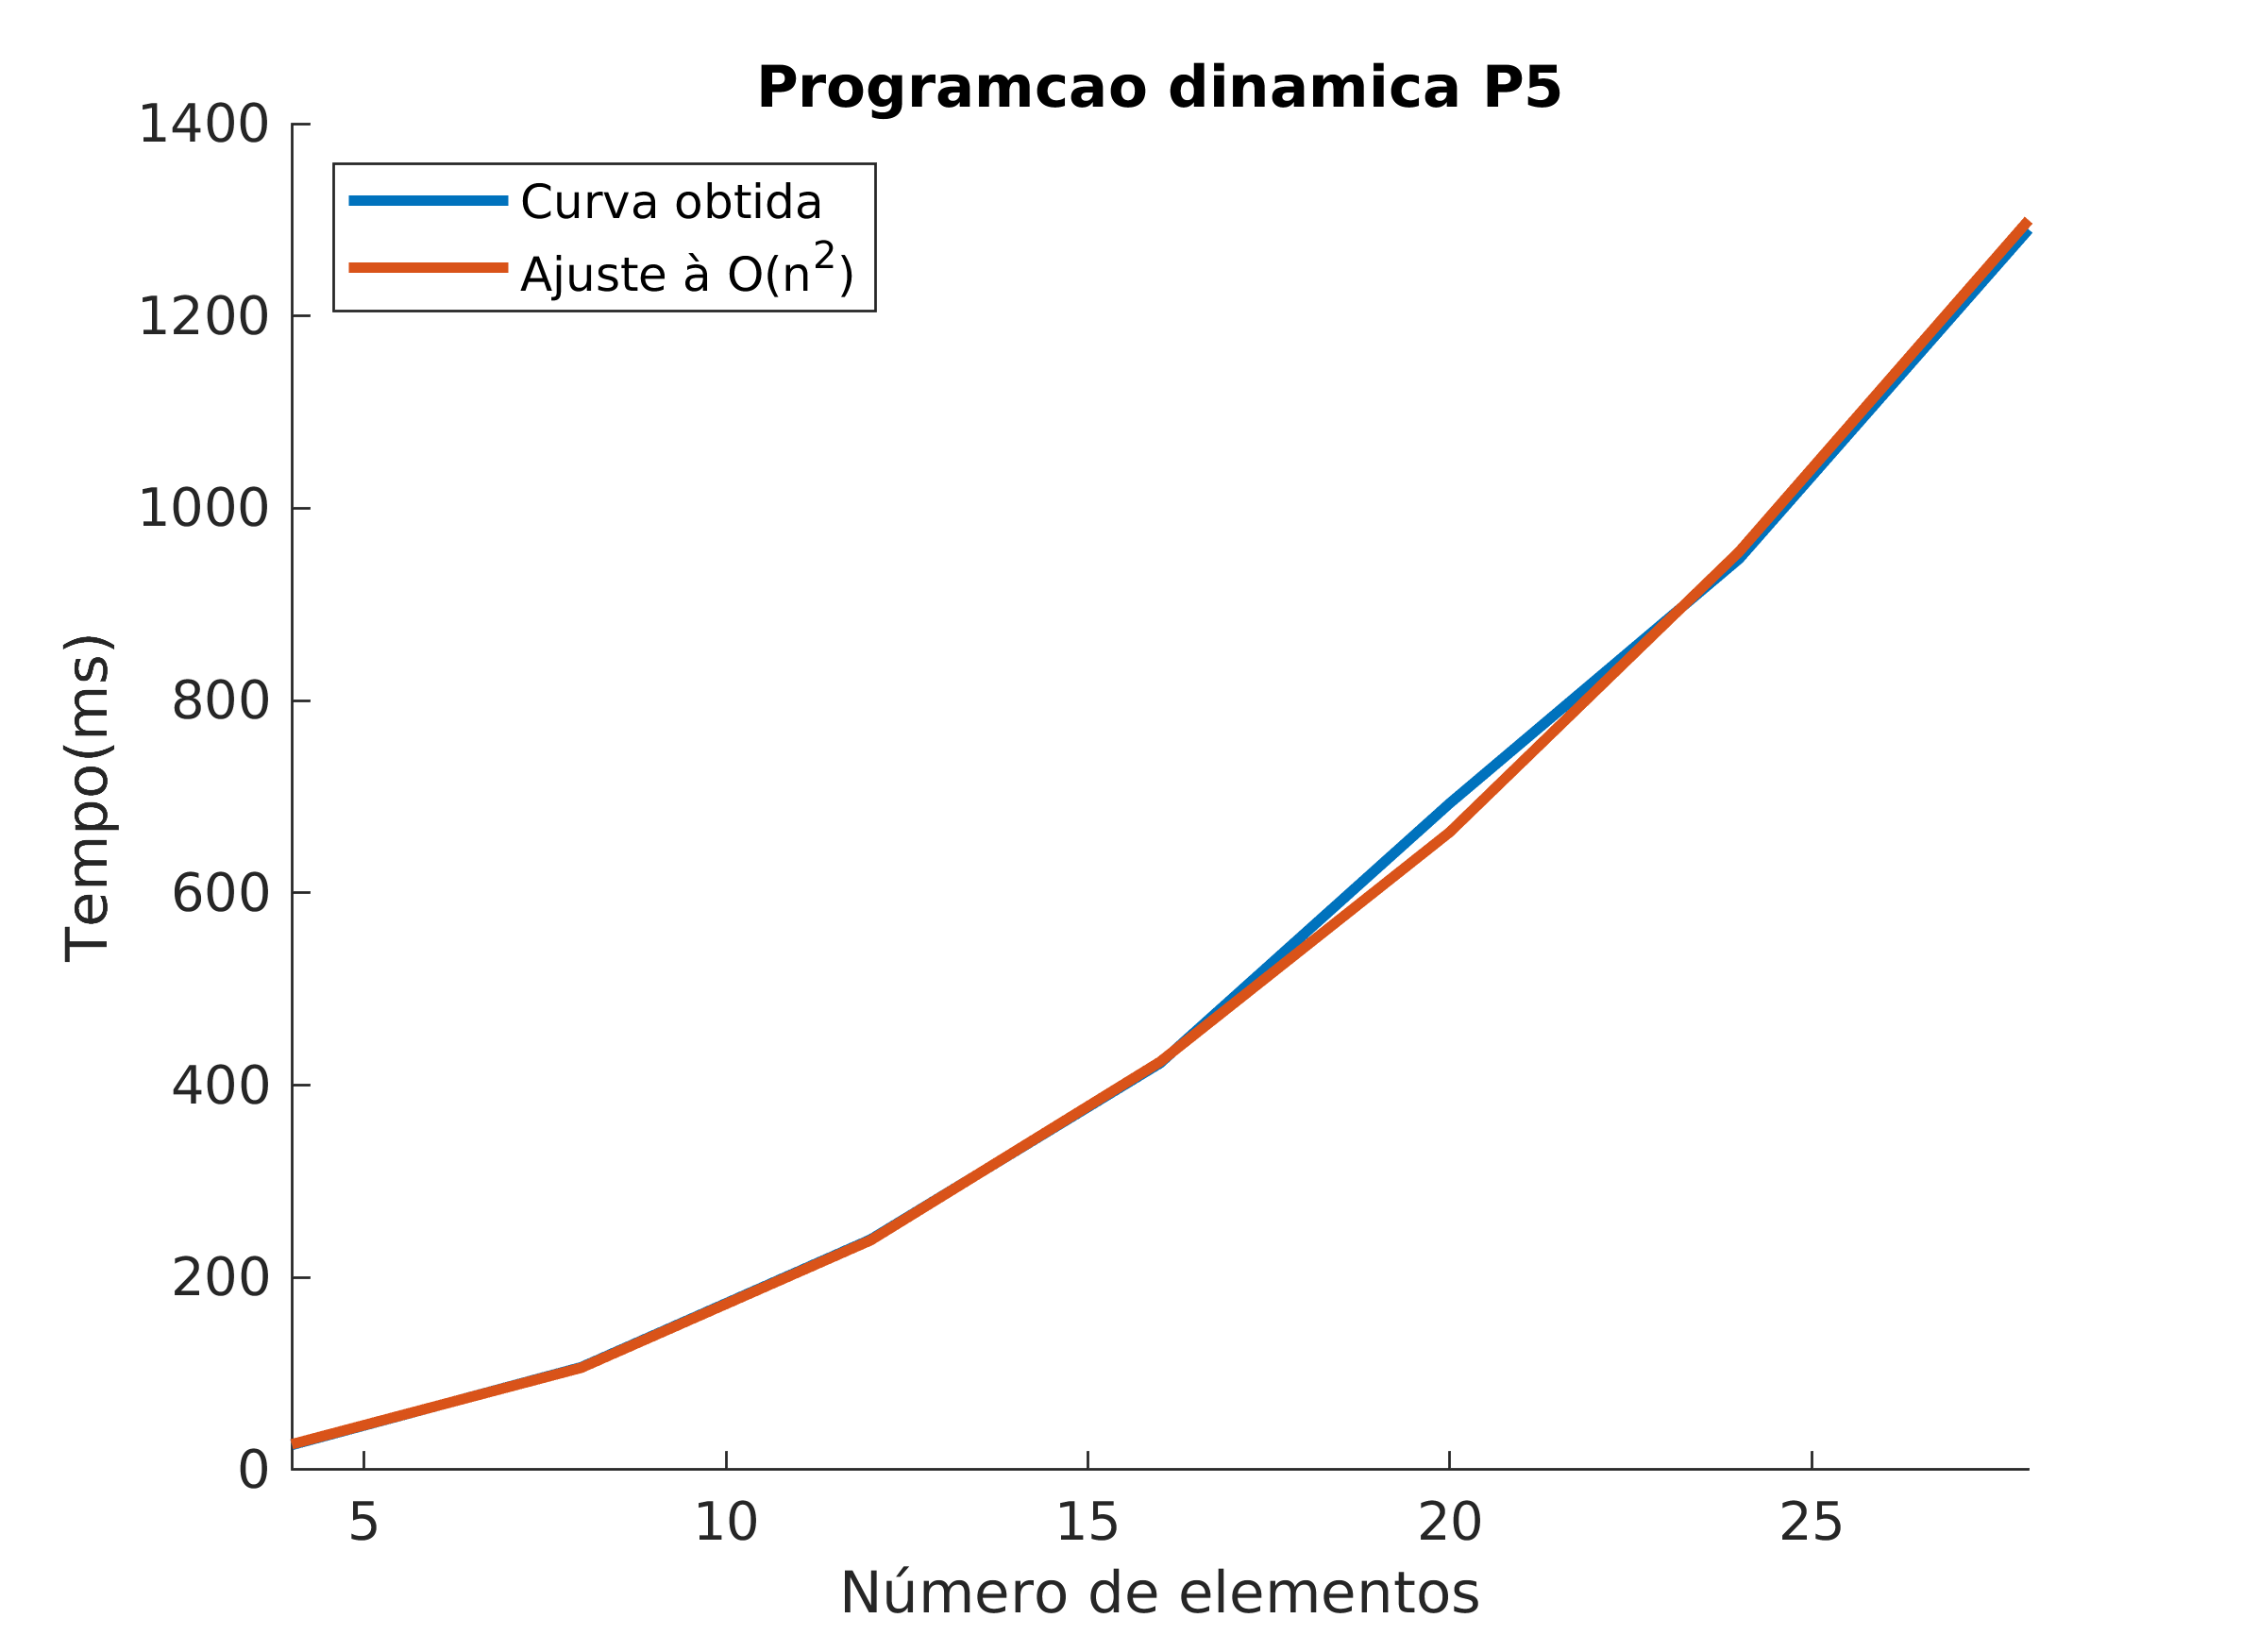 Programcao dinamica P5
1400
1200
1000
800
600
400
200
0
Curva obtida
Ajuste à O(n²)
Tempo(ms)
5 10 15 20 25
Número de elementos